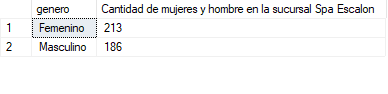 genero Cantidad de mujeres y hombre en la sucursal Spa Escalon
1 Femenino 213
2 Masculino 186